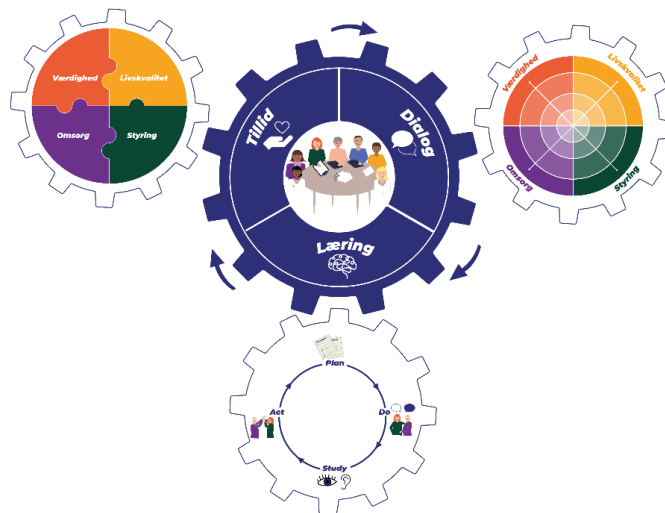 Værdighed
Livskvalitet
Omsorg
Styring
Tillid
Dialog
Læring
Værdighed
Livskvalitet
Omsorg
Styring
Plan
Act
Do
Study